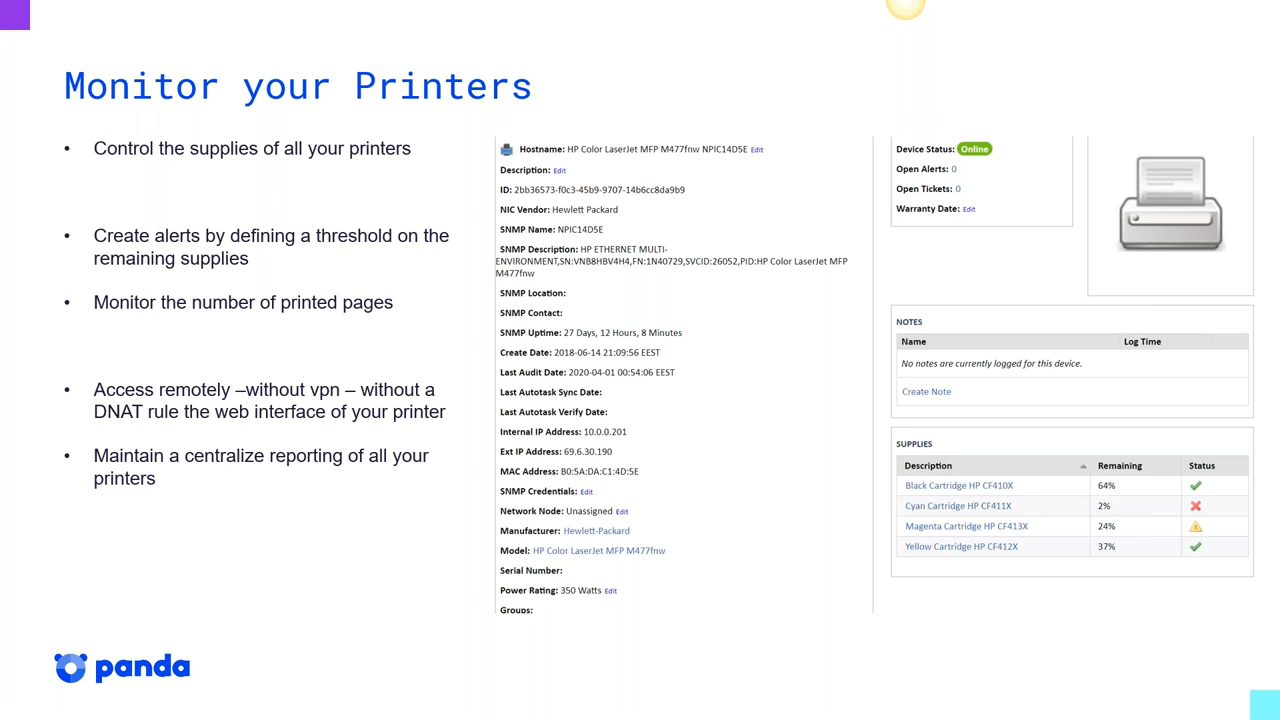 Monitor your Printers
• Control the supplies of all your printers
• Create alerts by defining a threshold on the
remaining supplies
• Monitor the number of printed pages
• Access remotely –without vpn – without a
DNAT rule the web interface of your printer
• Maintain a centralize reporting of all your
printers
Hostname: HP Color LaserJet MFP M477fnw NPIC14D5E Edit
Description: Edit
ID: 2bb36573-f0c3-45b9-9707-14b6cc8da9b9
NIC Vendor: Hewlett Packard
SNMP Name: NPIC14D5E
SNMP Description: HP ETHERNET MULTI-
ENVIRONMENT,SN:VNB8HBV4H4,FN:1N40729,SVCID:26052,PID:HP Color LaserJet MFP
M477fnw
SNMP Location:
SNMP Contact:
SNMP Uptime: 27 Days, 12 Hours, 8 Minutes
Create Date: 2018-06-14 21:09:56 EEST
Last Audit Date: 2020-04-01 00:54:06 EEST
Last Autotask Sync Date:
Last Autotask Verify Date:
Internal IP Address: 10.0.0.201
Ext IP Address: 69.6.30.190
MAC Address: B0:5A:DA:C1:4D:5E
SNMP Credentials: Edit
Network Node: Unassigned Edit
Manufacturer: Hewlett-Packard
Model: HP Color LaserJet MFP M477fnw
Serial Number:
Power Rating: 350 Watts Edit
Groups:
Device Status: Online
Open Alerts: 0
Open Tickets: 0
Warranty Date: Edit
NOTES
Name Log Time
No notes are currently logged for this device.
Create Note
SUPPLIES
Description Remaining Status
Black Cartridge HP CF410X 64%
Cyan Cartridge HP CF411X 2%
Magenta Cartridge HP CF413X 24%
Yellow Cartridge HP CF412X 37%
panda